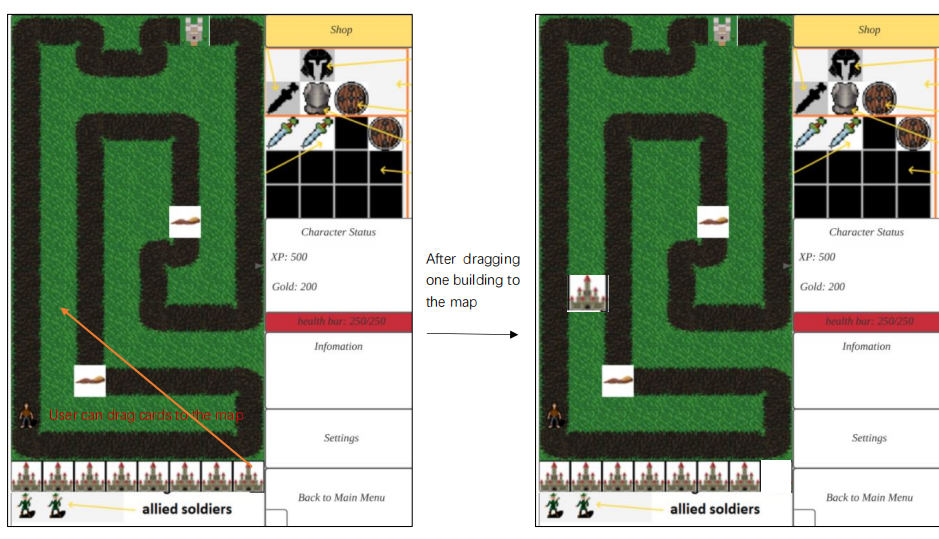 Shop
Character Status
XP: 500
Gold: 200
health bar: 250/250
Infomation
User can drag cards to the map
Settings
Back to Main Menu
allied soldiers
After dragging
one building to
the map
Shop
Character Status
XP: 500
Gold: 200
health bar: 250/250
Infomation
Settings
Back to Main Menu
allied soldiers